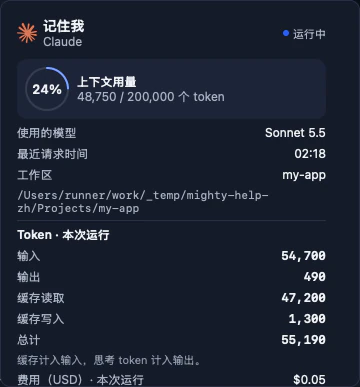 记住我
Claude
运行中
24%
上下文用量
48,750 / 200,000 个 token
使用的模型 Sonnet 5.5
最近请求时间 02:18
工作区 my-app
/Users/runner/work/_temp/mighty-help-
zh/Projects/my-app
Token · 本次运行
输入 54,700
输出 490
缓存读取 47,200
缓存写入 1,300
总计 55,190
缓存计入输入，思考 token 计入输出。
费用（USD）· 本次运行 $0.05